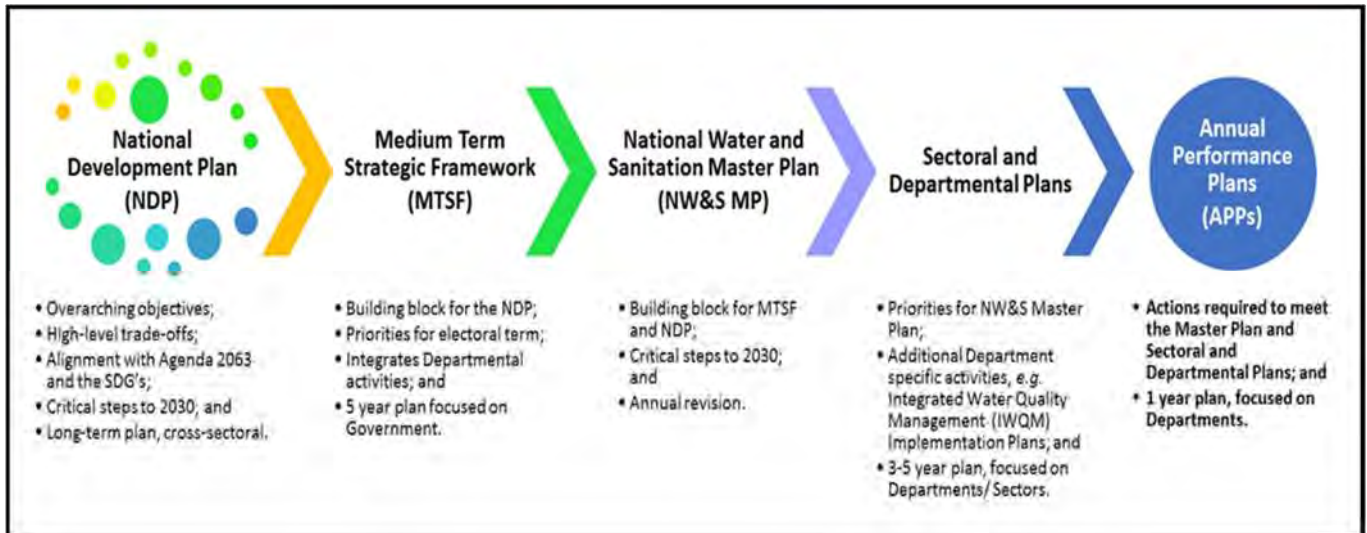 National
Development Plan
(NDP)
• Overarching objectives;
• High-level trade-offs;
• Alignment with Agenda 2063
and the SDG's;
• Critical steps to 2030; and
• Long-term plan, cross-sectoral.
Medium Term
Strategic Framework
(MTSF)
• Building block for the NDP;
• Priorities for electoral term;
• Integrates Departmental
activities; and
• 5 year plan focused on
Government.
National Water and
Sanitation Master Plan
(NW&S MP)
• Building block for MTSF
and NDP;
• Critical steps to 2030;
and
• Annual revision.
Sectoral and
Departmental Plans
• Priorities for NW&S Master
Plan;
• Additional Department
specific activities, e.g.
Integrated Water Quality
Management (IWQM)
Implementation Plans; and
• 3-5 year plan, focused on
Departments/ Sectors.
Annual
Performance
Plans
(APPs)
• Actions required to meet
the Master Plan and
Sectoral and
Departmental Plans; and
• 1 year plan, focused on
Departments.